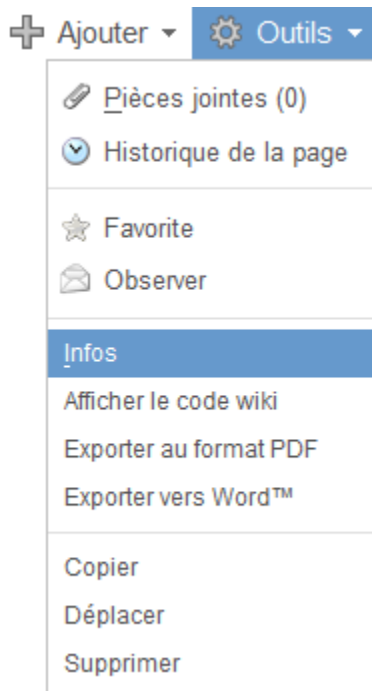 Ajouter Outils
Pièces jointes (0)
Historique de la page
Favorite
Observer
Infos
Afficher le code wiki
Exporter au format PDF
Exporter vers Word™
Copier
Déplacer
Supprimer